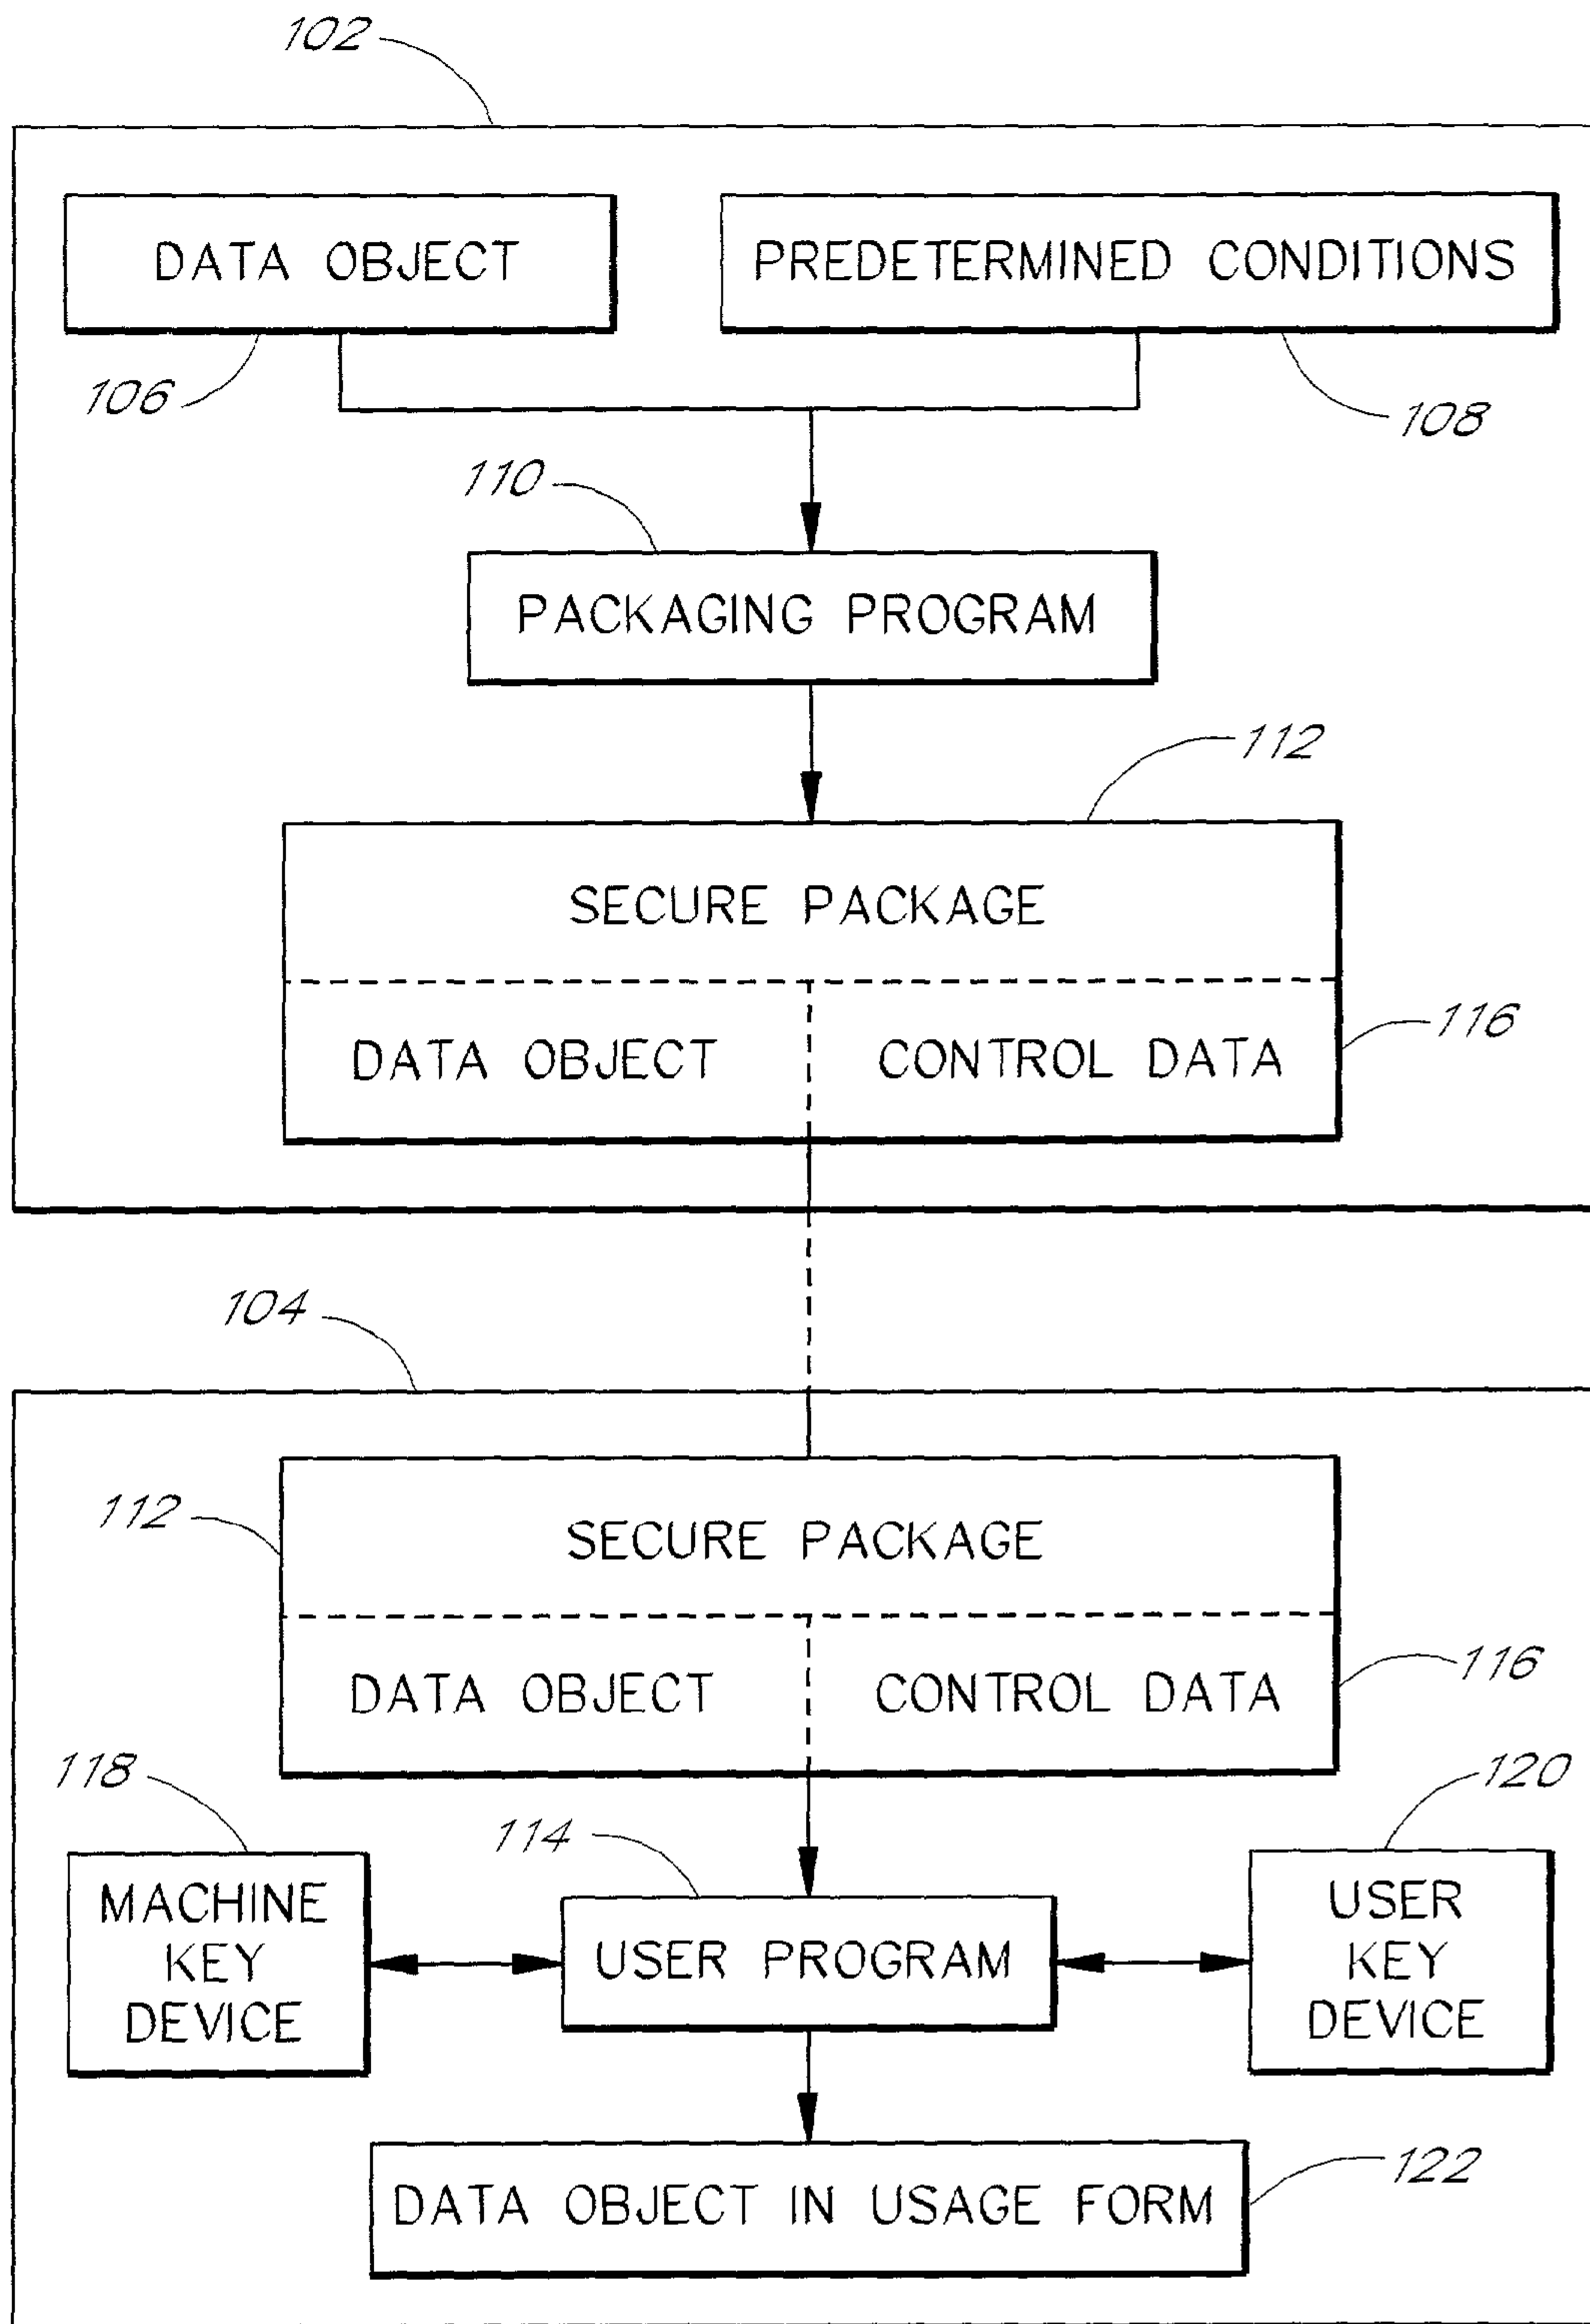 102
DATA OBJECT
PREDETERMINED CONDITIONS
106
108
110
PACKAGING PROGRAM
112
SECURE PACKAGE
DATA OBJECT
CONTROL DATA
116
104
112
SECURE PACKAGE
DATA OBJECT
CONTROL DATA
116
118
114
120
MACHINE
KEY
DEVICE
USER PROGRAM
USER
KEY
DEVICE
DATA OBJECT IN USAGE FORM
122